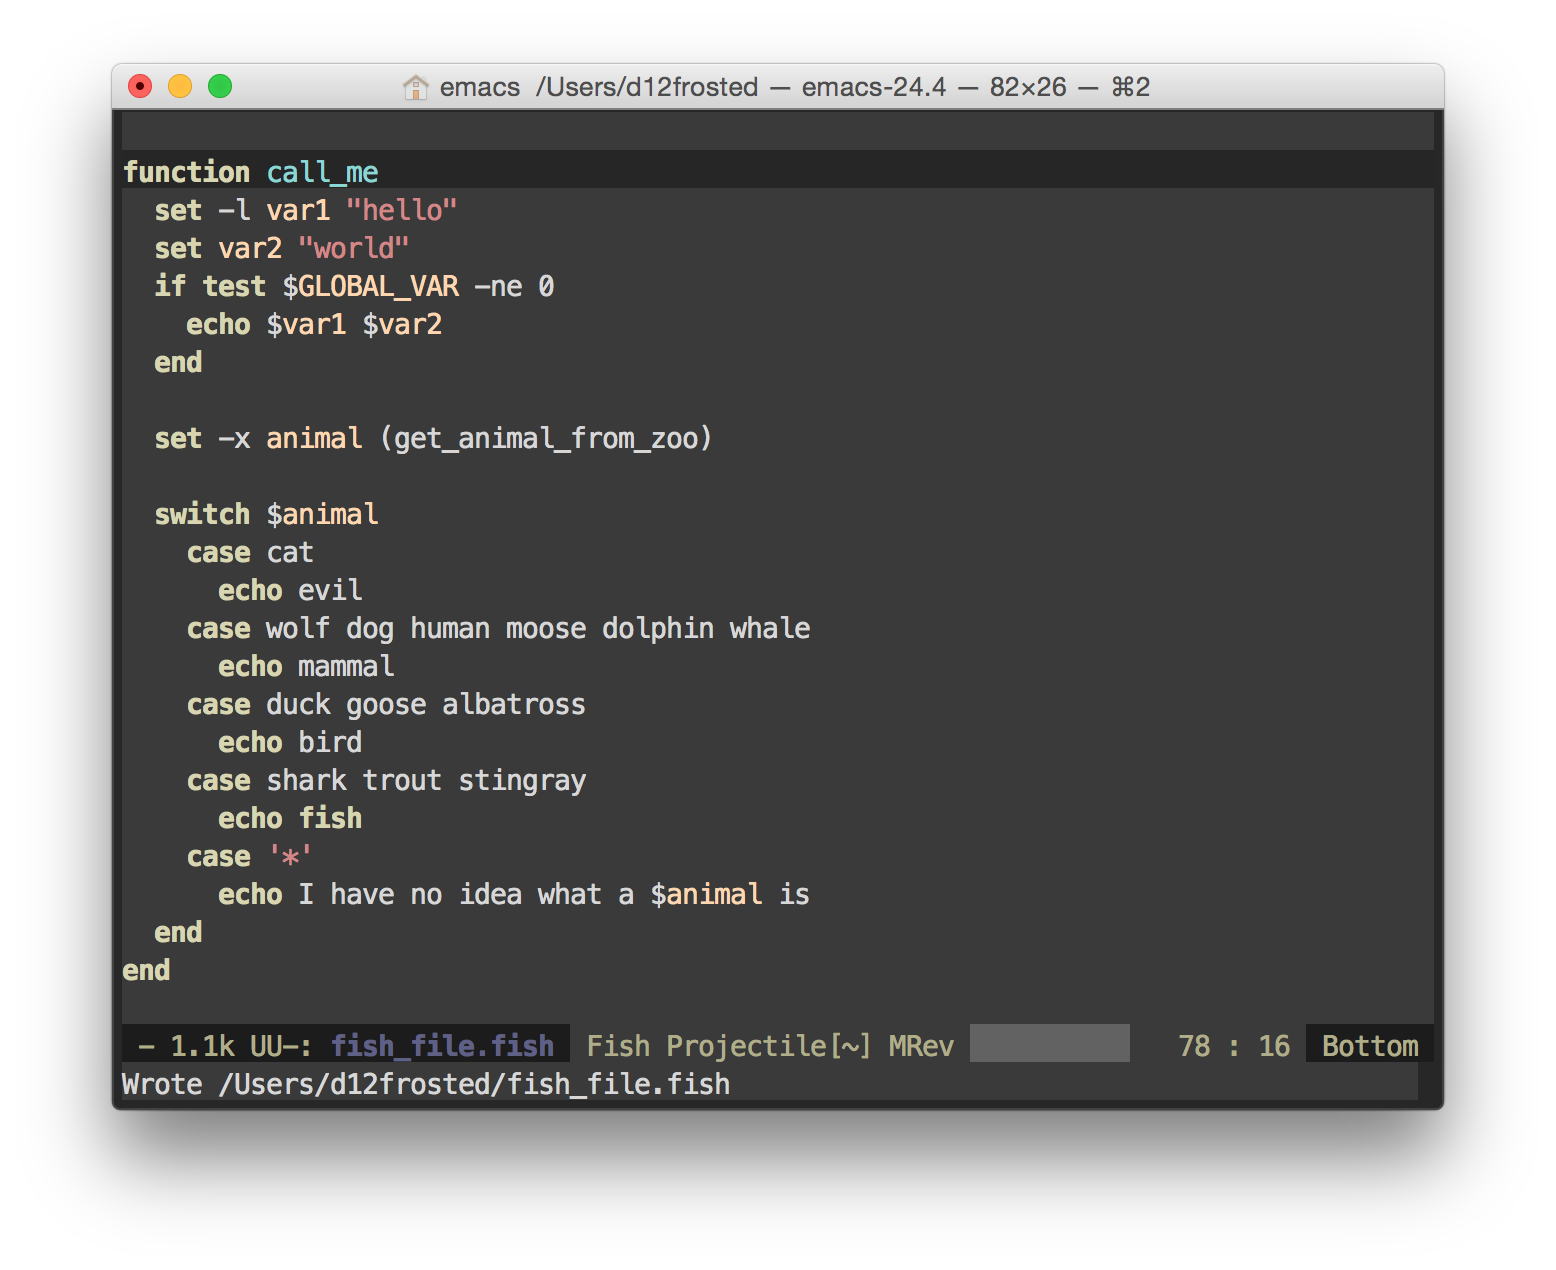 emacs /Users/d12frosted — emacs-24.4 — 82×26 — ⌘2
function call_me
  set -l var1 "hello"
  set var2 "world"
  if test $GLOBAL_VAR -ne 0
    echo $var1 $var2
  end
  set -x animal (get_animal_from_zoo)
  switch $animal
    case cat
      echo evil
    case wolf dog human moose dolphin whale
      echo mammal
    case duck goose albatross
      echo bird
    case shark trout stingray
      echo fish
    case '*'
      echo I have no idea what a $animal is
  end
end
- 1.1k UU-: fish_file.fish Fish Projectile[~] MRev 78 : 16 Bottom
Wrote /Users/d12frosted/fish_file.fish